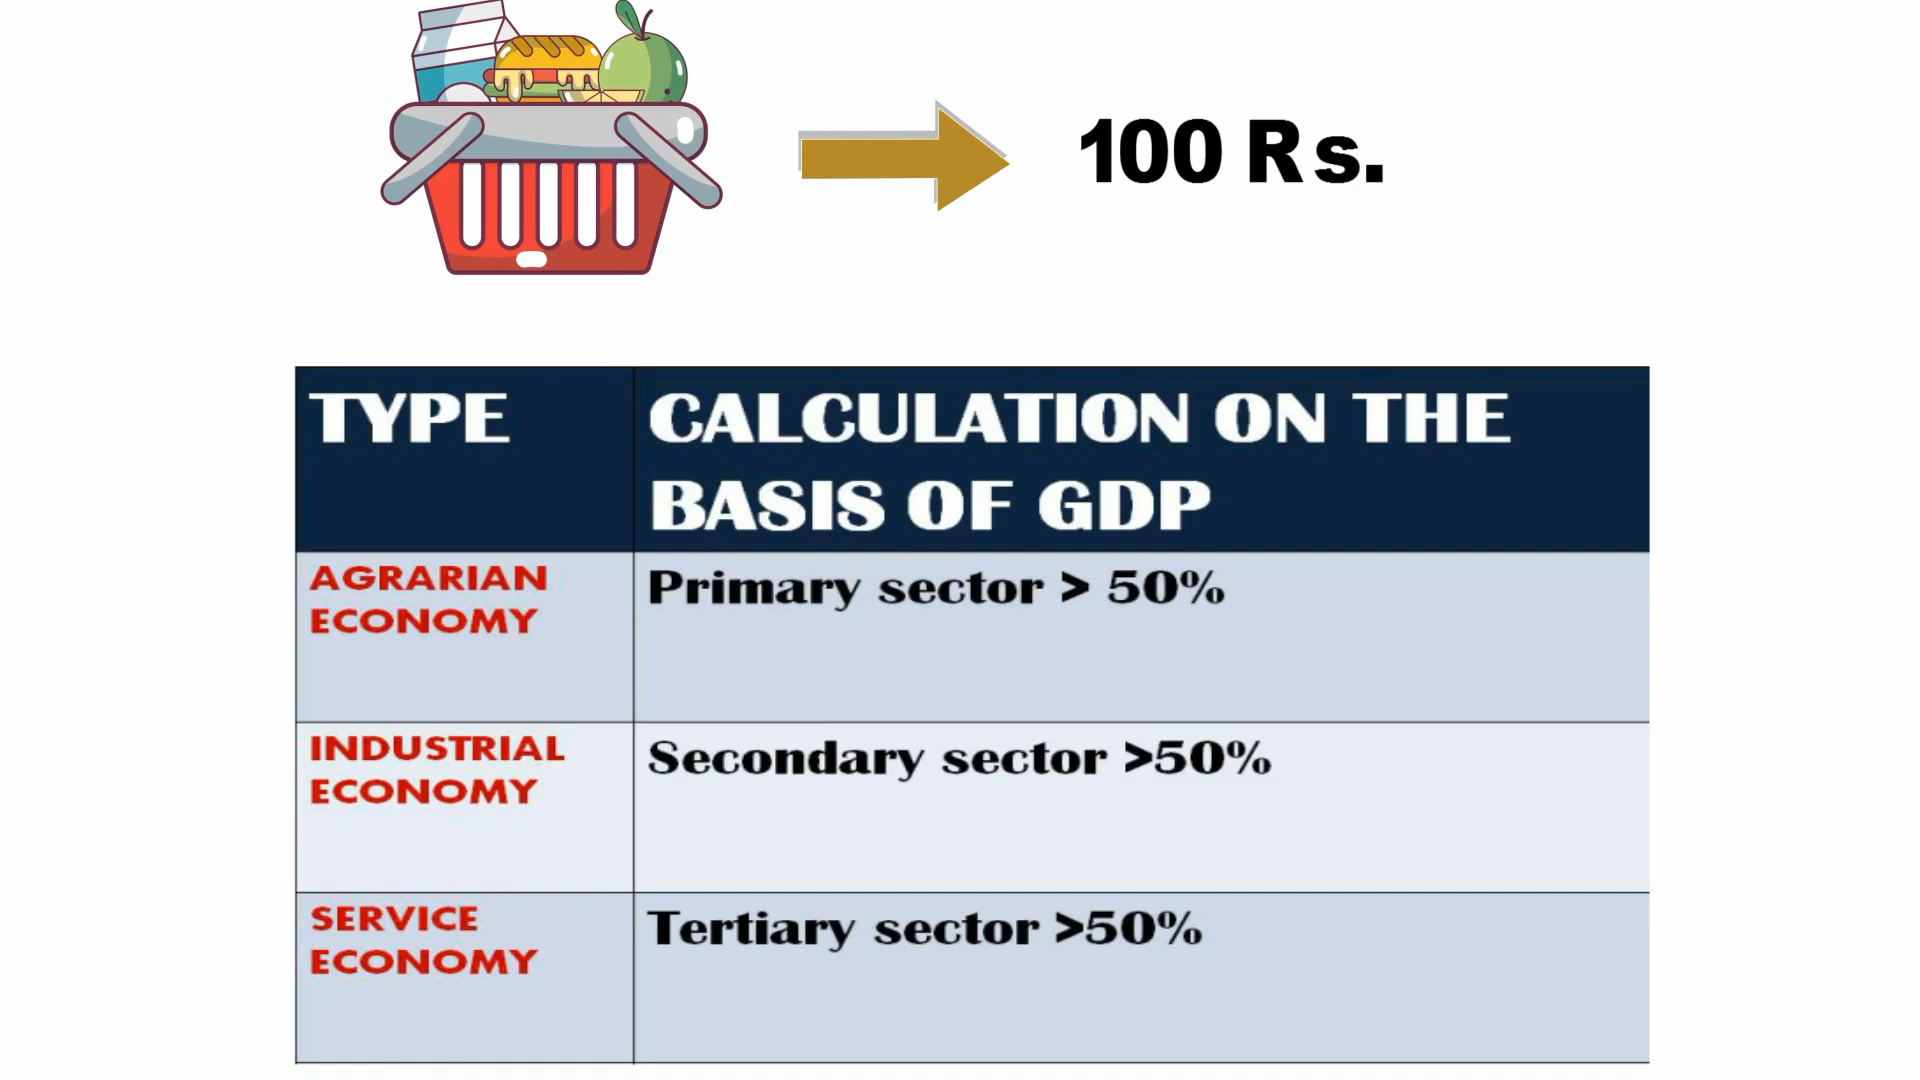 100 Rs.
TYPE
CALCULATION ON THE
BASIS OF GDP
AGRARIAN
ECONOMY
Primary sector > 50%
INDUSTRIAL
ECONOMY
Secondary sector >50%
SERVICE
ECONOMY
Tertiary sector >50%